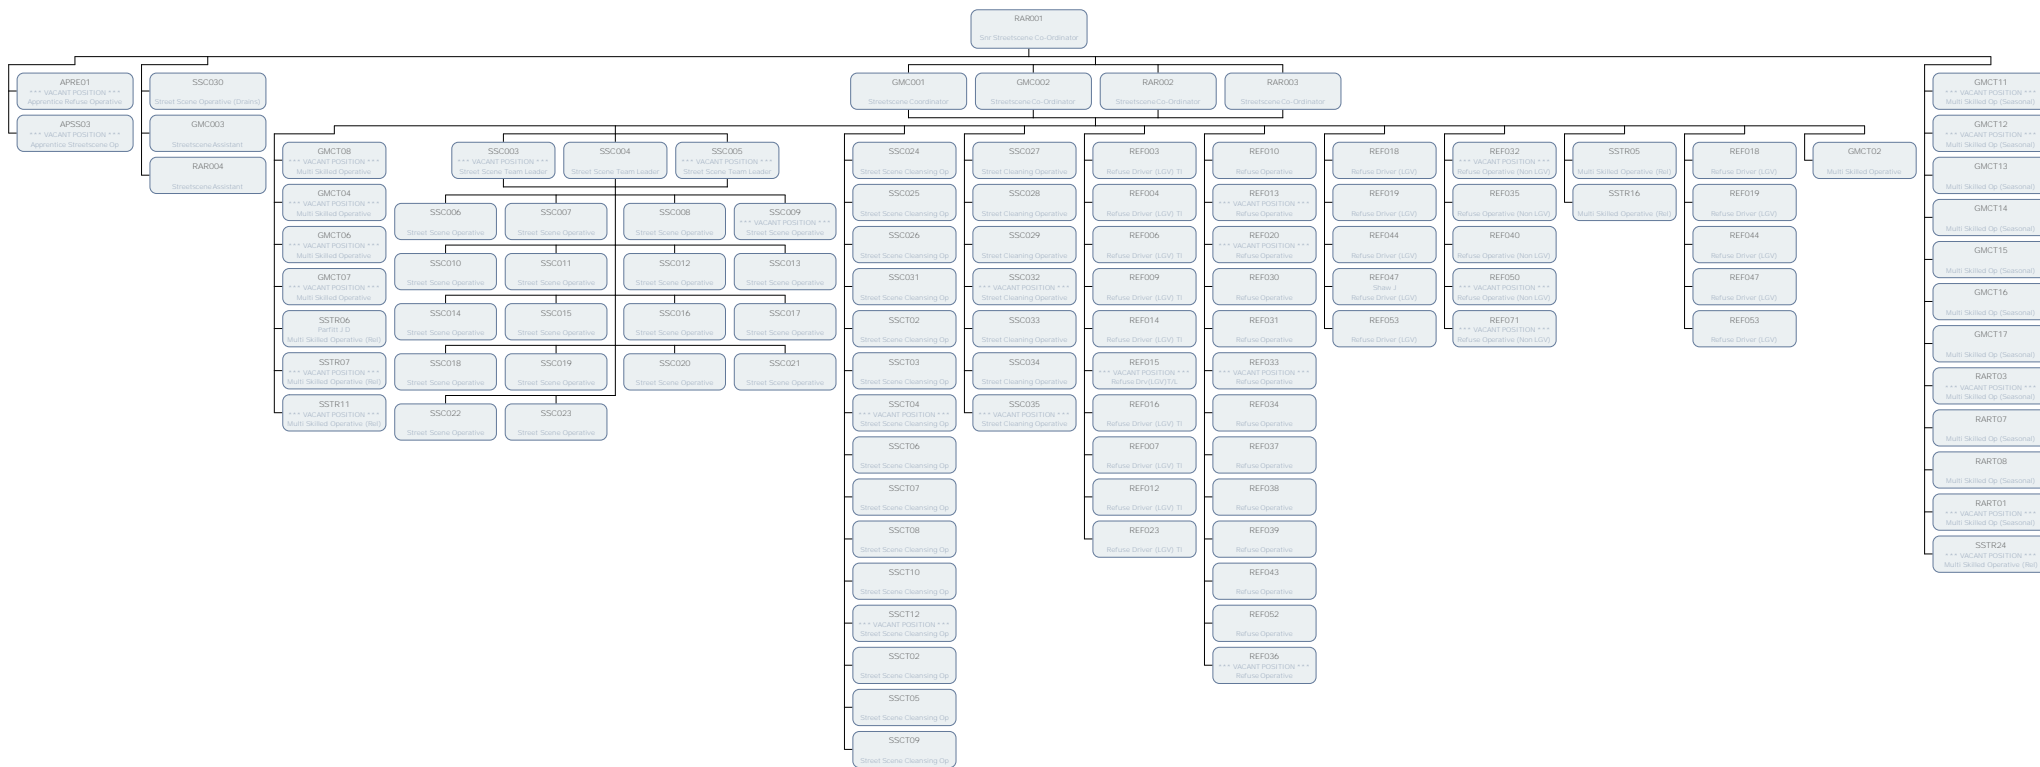 RAR001
Snr Streetscene Co-Ordinator
APRE01
*** VACANT POSITION ***
Apprentice Refuse Operative
APSS03
*** VACANT POSITION ***
Apprentice Streetscene Op
SSC030
Street Scene Operative (Drains)
GMC003
Streetscene Assistant
RAR004
Streetscene Assistant
GMC001
Streetscene Coordinator
GMC002
Streetscene Co-Ordinator
RAR002
Streetscene Co-Ordinator
RAR003
Streetscene Co-Ordinator
GMCT08
*** VACANT POSITION ***
Multi Skilled Operative
GMCT04
*** VACANT POSITION ***
Multi Skilled Operative
GMCT06
*** VACANT POSITION ***
Multi Skilled Operative
GMCT07
*** VACANT POSITION ***
Multi Skilled Operative
SSTR06
Parfitt J D
Multi Skilled Operative (Rel)
SSTR07
*** VACANT POSITION ***
Multi Skilled Operative (Rel)
SSTR11
*** VACANT POSITION ***
Multi Skilled Operative (Rel)
SSC003
*** VACANT POSITION ***
Street Scene Team Leader
SSC004
Street Scene Team Leader
SSC005
*** VACANT POSITION ***
Street Scene Team Leader
SSC006
Street Scene Operative
SSC007
Street Scene Operative
SSC008
Street Scene Operative
SSC009
*** VACANT POSITION ***
Street Scene Operative
SSC010
Street Scene Operative
SSC011
Street Scene Operative
SSC012
Street Scene Operative
SSC013
Street Scene Operative
SSC014
Street Scene Operative
SSC015
Street Scene Operative
SSC016
Street Scene Operative
SSC017
Street Scene Operative
SSC018
Street Scene Operative
SSC019
Street Scene Operative
SSC020
Street Scene Operative
SSC021
Street Scene Operative
SSC022
Street Scene Operative
SSC023
Street Scene Operative
SSC024
Street Scene Cleansing Op
SSC025
Street Scene Cleansing Op
SSC026
Street Scene Cleansing Op
SSC031
Street Scene Cleansing Op
SSCT02
Street Scene Cleansing Op
SSCT03
Street Scene Cleansing Op
SSCT04
*** VACANT POSITION ***
Street Scene Cleansing Op
SSCT06
Street Scene Cleansing Op
SSCT07
Street Scene Cleansing Op
SSCT08
Street Scene Cleansing Op
SSCT10
Street Scene Cleansing Op
SSCT12
*** VACANT POSITION ***
Street Scene Cleansing Op
SSCT02
Street Scene Cleansing Op
SSCT05
Street Scene Cleansing Op
SSCT09
Street Scene Cleansing Op
SSC027
Street Cleaning Operative
SSC028
Street Cleaning Operative
SSC029
Street Cleaning Operative
SSC032
*** VACANT POSITION ***
Street Cleaning Operative
SSC033
Street Cleaning Operative
SSC034
Street Cleaning Operative
SSC035
*** VACANT POSITION ***
Street Cleaning Operative
REF003
Refuse Driver (LGV) Tl
REF004
Refuse Driver (LGV) Tl
REF006
Refuse Driver (LGV) Tl
REF009
Refuse Driver (LGV) Tl
REF014
Refuse Driver (LGV) Tl
REF015
*** VACANT POSITION ***
Refuse Drv(LGV)T/L
REF016
Refuse Driver (LGV) Tl
REF007
Refuse Driver (LGV) Tl
REF012
Refuse Driver (LGV) Tl
REF023
Refuse Driver (LGV) Tl
REF010
Refuse Operative
REF013
*** VACANT POSITION ***
Refuse Operative
REF020
*** VACANT POSITION ***
Refuse Operative
REF030
Refuse Operative
REF031
Refuse Operative
REF033
*** VACANT POSITION ***
Refuse Operative
REF034
Refuse Operative
REF037
Refuse Operative
REF038
Refuse Operative
REF039
Refuse Operative
REF043
Refuse Operative
REF052
Refuse Operative
REF036
*** VACANT POSITION ***
Refuse Operative
REF018
Refuse Driver (LGV)
REF019
Refuse Driver (LGV)
REF044
Refuse Driver (LGV)
REF047
Shaw J
Refuse Driver (LGV)
REF053
Refuse Driver (LGV)
REF032
*** VACANT POSITION ***
Refuse Operative (Non LGV)
REF035
Refuse Operative (Non LGV)
REF040
Refuse Operative (Non LGV)
REF050
*** VACANT POSITION ***
Refuse Operative (Non LGV)
REF071
*** VACANT POSITION ***
Refuse Operative (Non LGV)
SSTR05
Multi Skilled Operative (Rel)
SSTR16
Multi Skilled Operative (Rel)
REF018
Refuse Driver (LGV)
REF019
Refuse Driver (LGV)
REF044
Refuse Driver (LGV)
REF047
Refuse Driver (LGV)
REF053
Refuse Driver (LGV)
GMCT02
Multi Skilled Operative
GMCT11
*** VACANT POSITION ***
Multi Skilled Op (Seasonal)
GMCT12
*** VACANT POSITION ***
Multi Skilled Op (Seasonal)
GMCT13
Multi Skilled Op (Seasonal)
GMCT14
Multi Skilled Op (Seasonal)
GMCT15
Multi Skilled Op (Seasonal)
GMCT16
Multi Skilled Op (Seasonal)
GMCT17
Multi Skilled Op (Seasonal)
RART03
*** VACANT POSITION ***
Multi Skilled Op (Seasonal)
RART07
Multi Skilled Op (Seasonal)
RART08
Multi Skilled Op (Seasonal)
RART01
*** VACANT POSITION ***
Multi Skilled Op (Seasonal)
SSTR24
*** VACANT POSITION ***
Multi Skilled Operative (Rel)